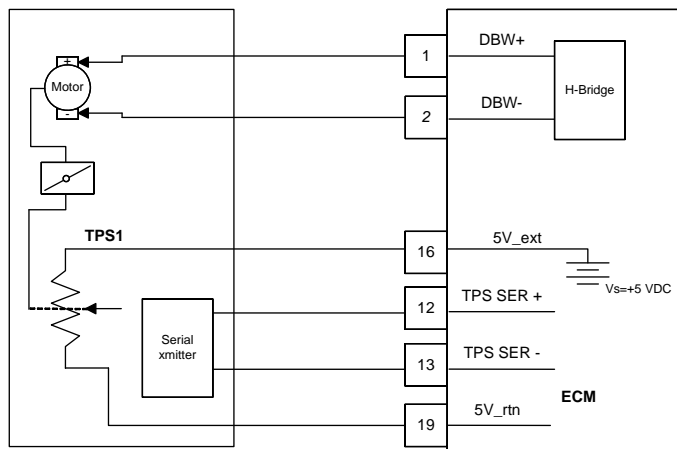 +
Motor
-
TPS1
Serial
xmitter
1
DBW+
2
DBW-
H-Bridge
16
5V_ext
Vs=+5 VDC
12
TPS SER +
13
TPS SER -
ECM
19
5V_rtn